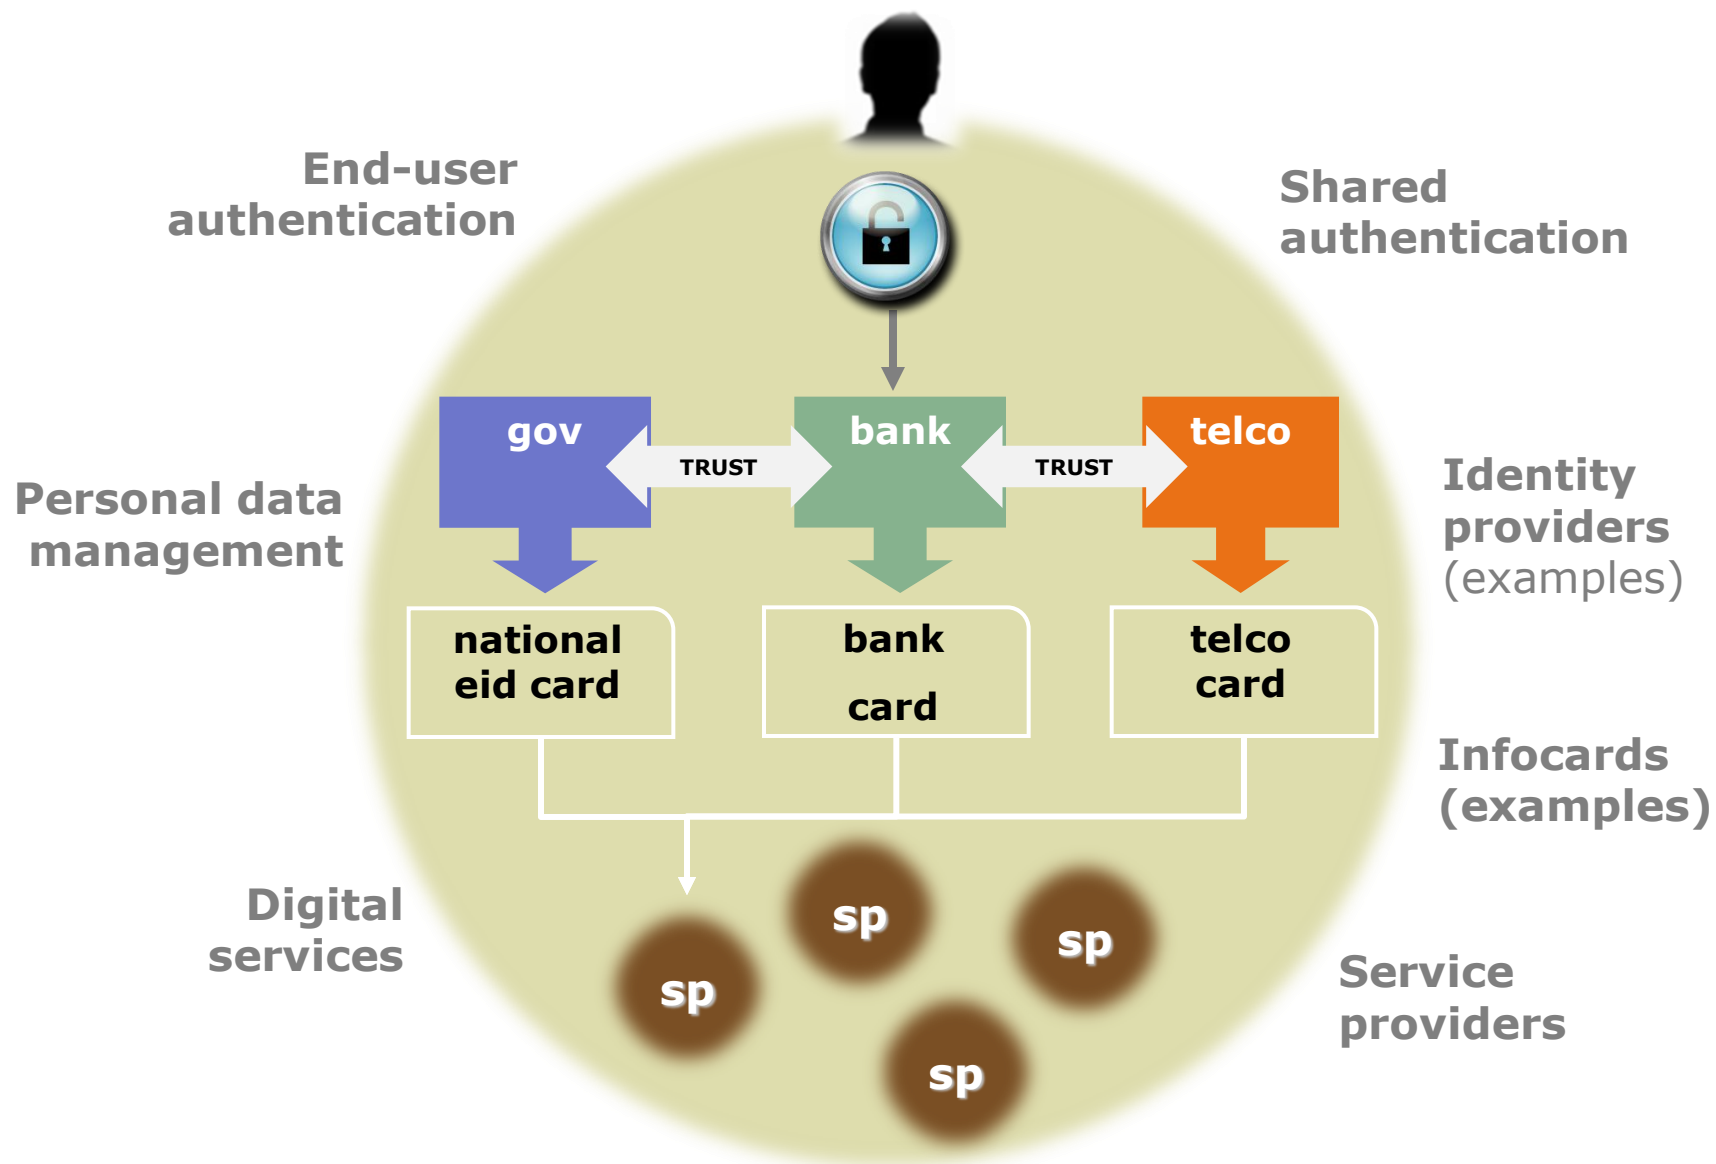 End-user
authentication
Shared
authentication
gov
bank
telco
TRUST
TRUST
Personal data
management
Identity
providers
(examples)
national
eid card
bank
card
telco
card
Infocards
(examples)
Digital
services
sp
sp
sp
sp
Service
providers